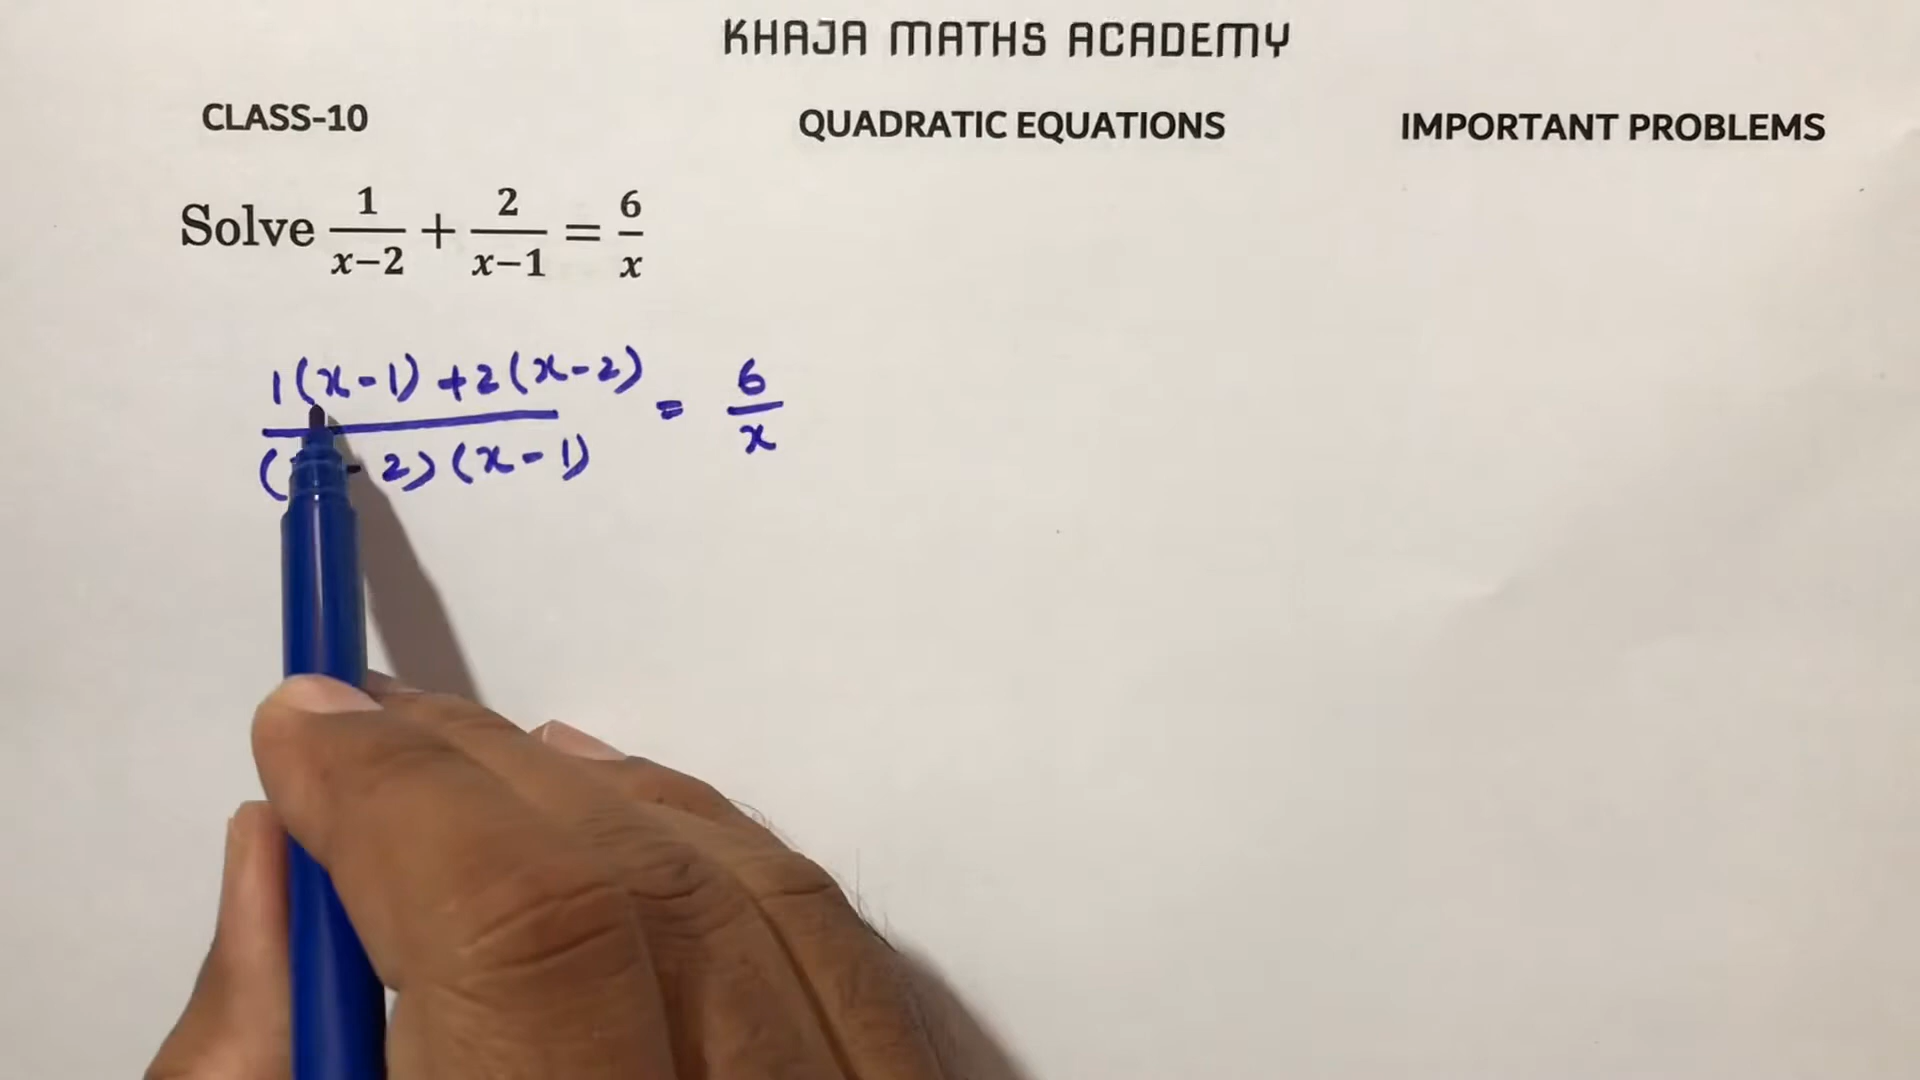 KHAJA MATHS ACADEMY
CLASS-10 QUADRATIC EQUATIONS IMPORTANT PROBLEMS
Solve 1/(x−2) + 2/(x−1) = 6/x
1(x-1)+2(x-2) = 6
( - 2)(x-1) x